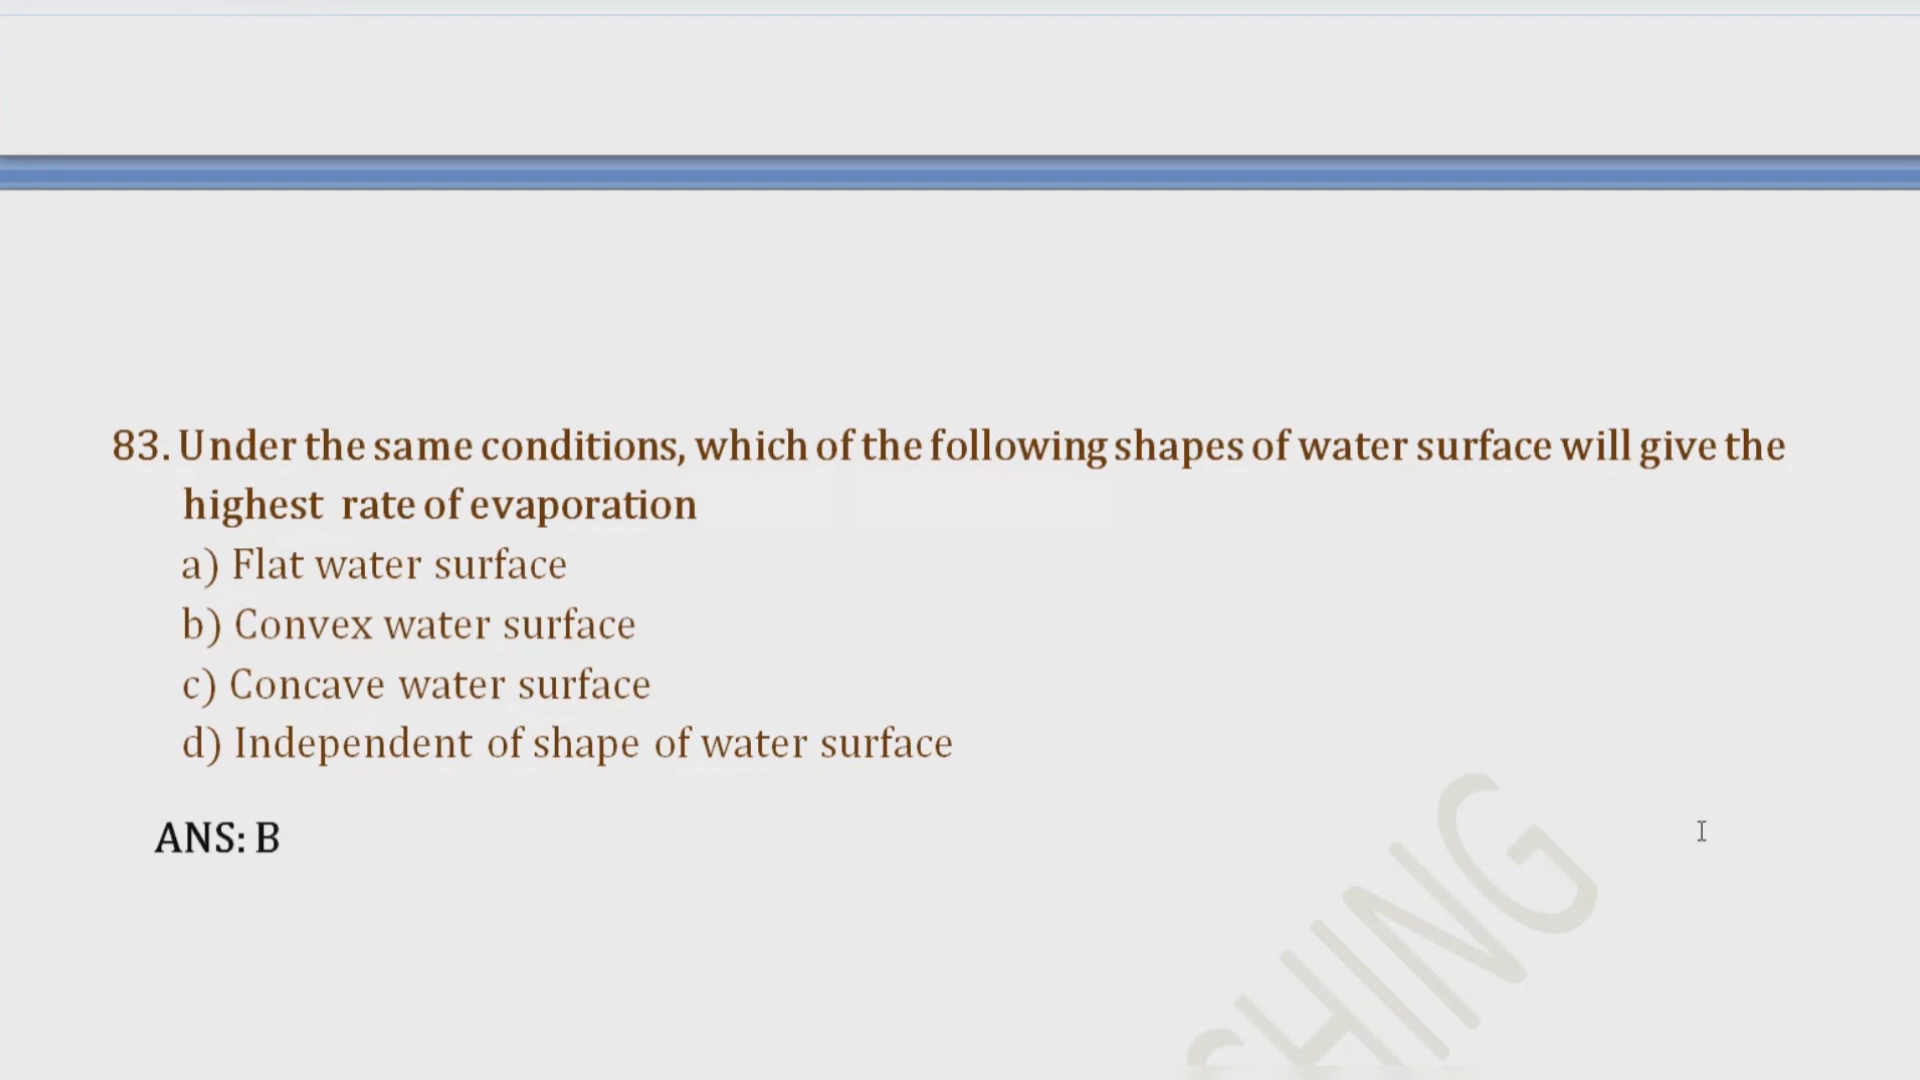 83. Under the same conditions, which of the following shapes of water surface will give the
highest rate of evaporation
a) Flat water surface
b) Convex water surface
c) Concave water surface
d) Independent of shape of water surface
ANS: B
SHING